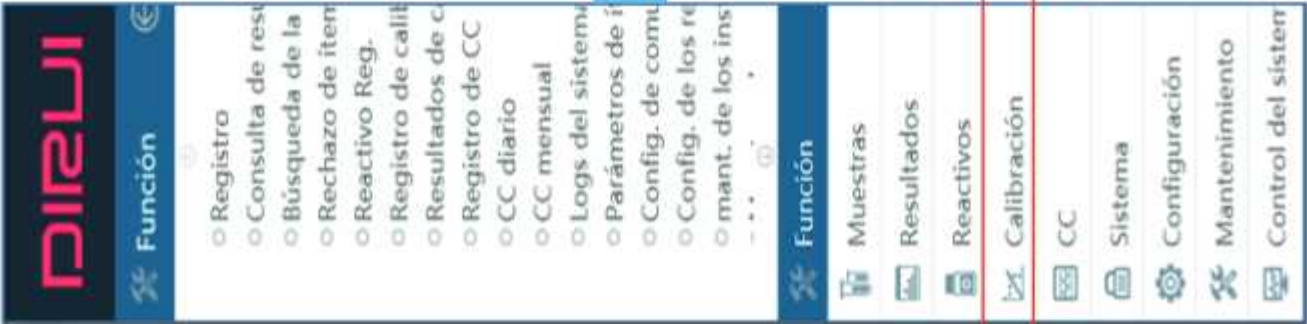 DIRUI
Función
Registro
Consulta de resu
Búsqueda de la
Rechazo de ítem
Reactivo Reg.
Registro de calib
Resultados de c
Registro de CC
CC diario
CC mensual
Logs del sistema
Parámetros de ít
Config. de comu
Config. de los re
mant. de los ins
Función
Muestras
Resultados
Reactivos
Calibración
CC
Sistema
Configuración
Mantenimiento
Control del sistem